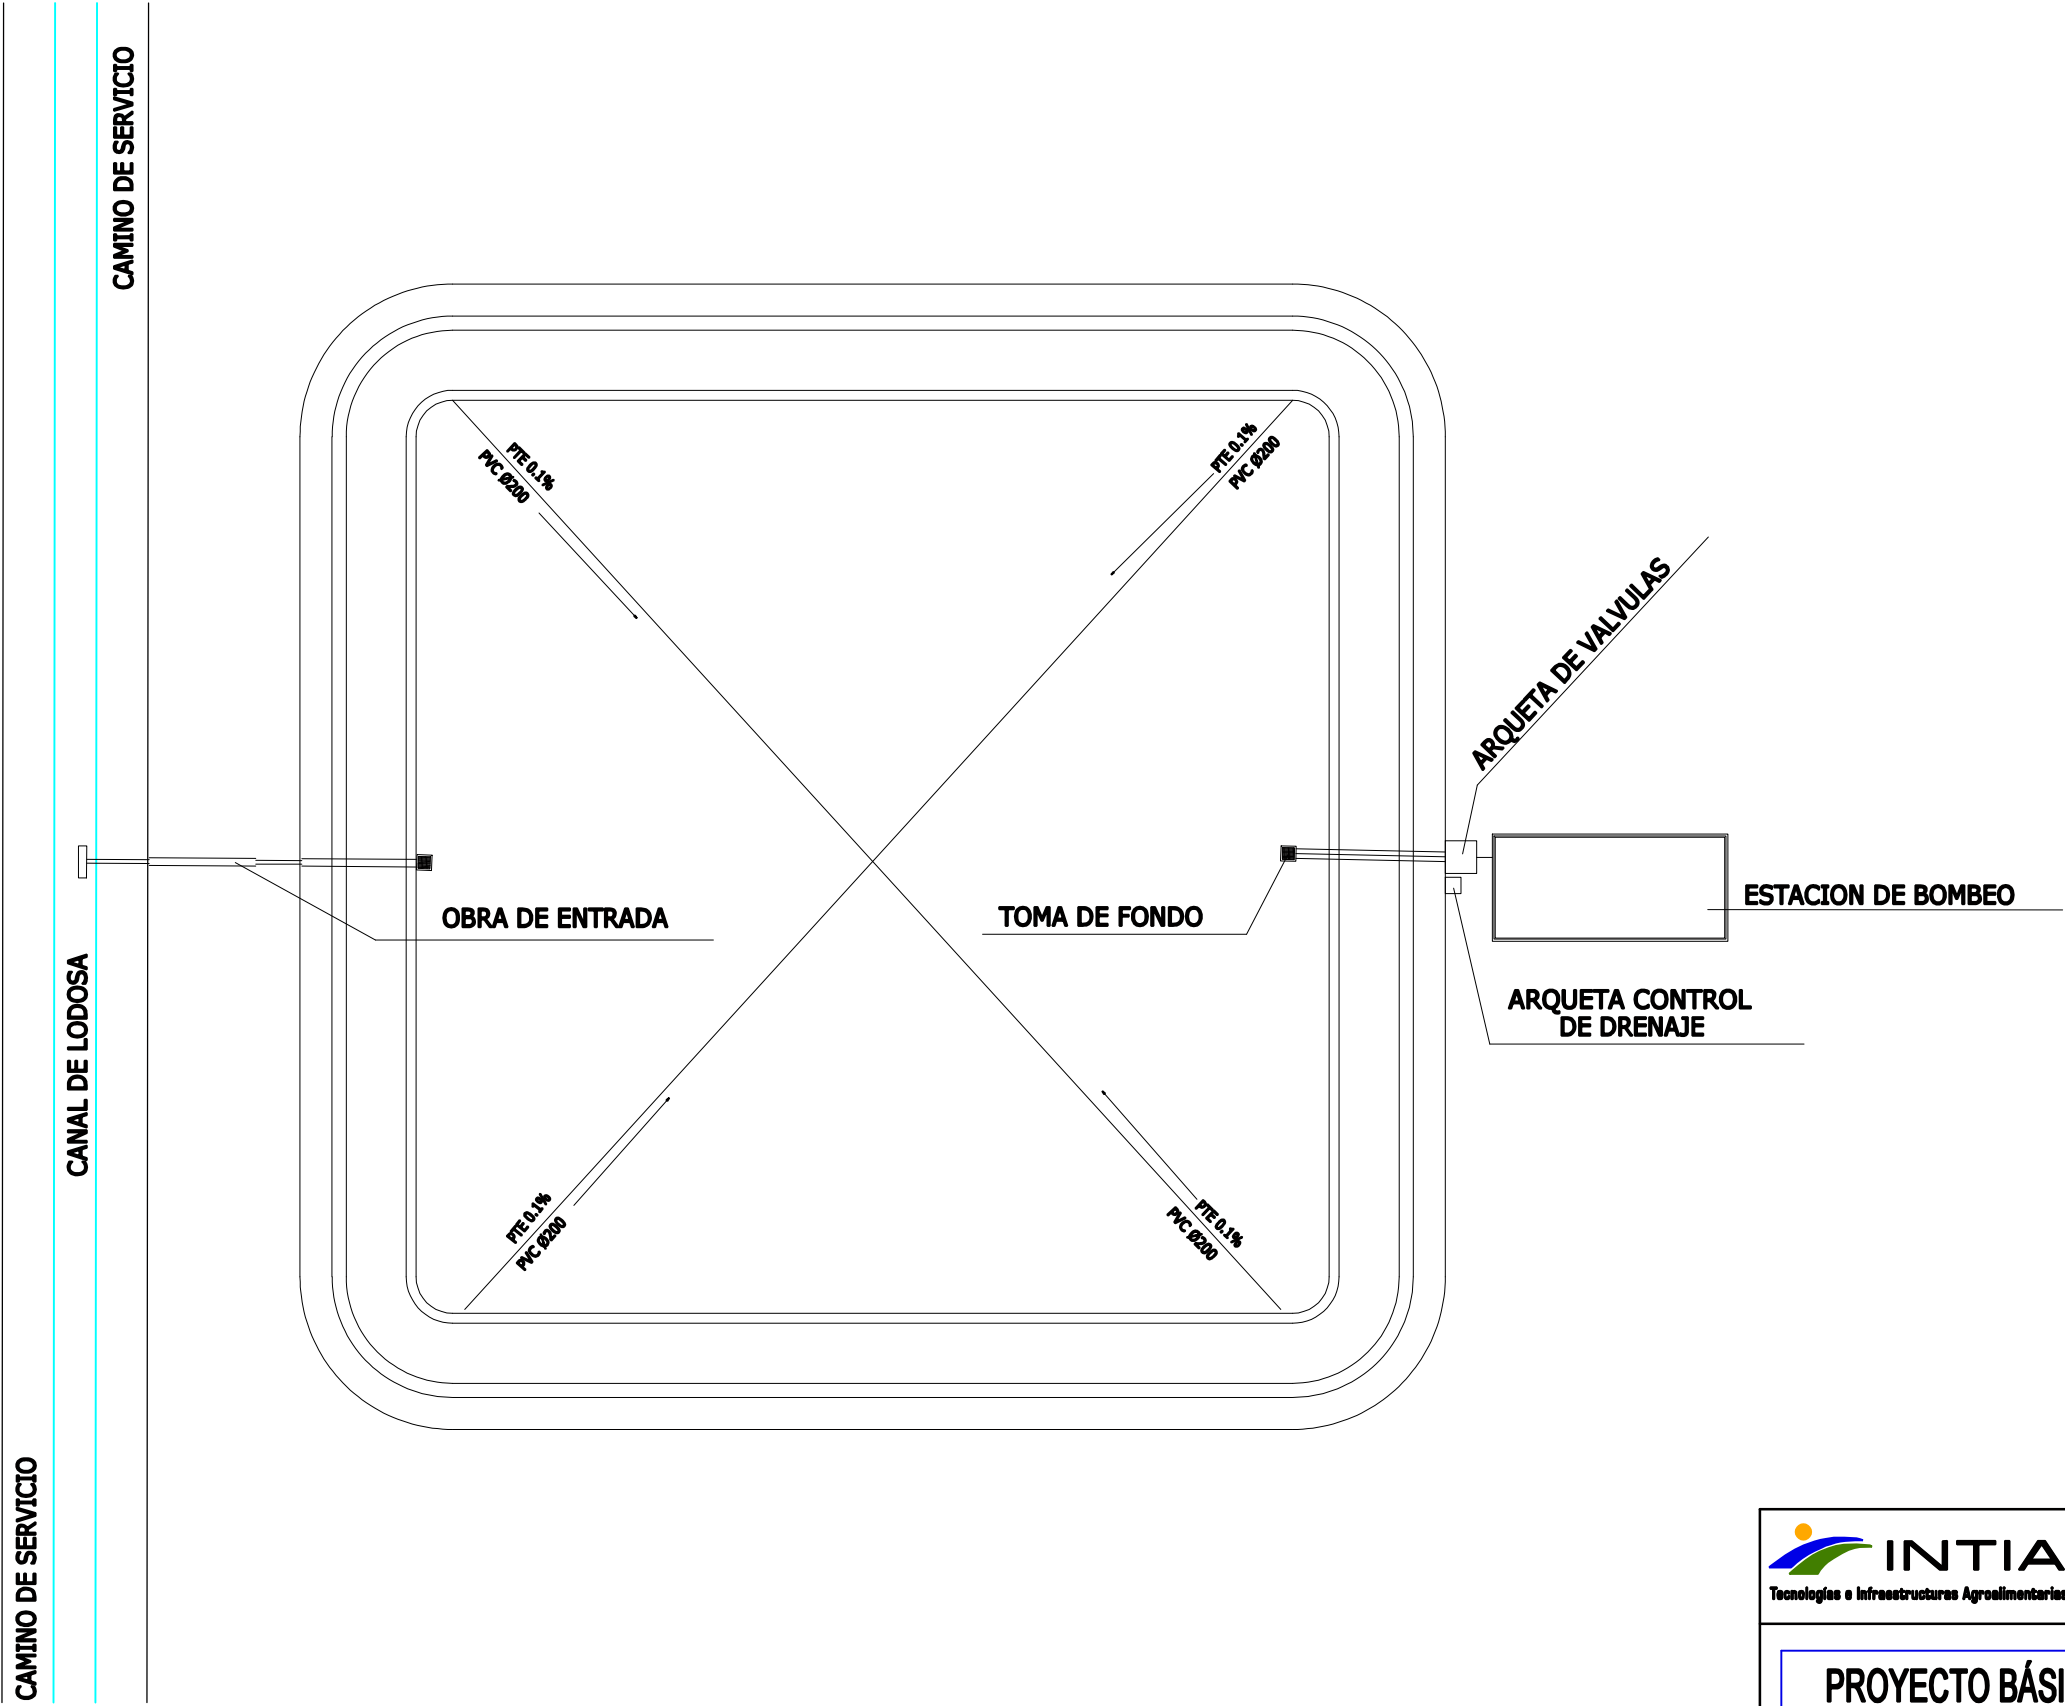 CAMINO DE SERVICIO
PTE 0.1%
PVC Ø200
PTE 0.1%
PVC Ø200
ARQUETA DE VALVULAS
OBRA DE ENTRADA
TOMA DE FONDO
ESTACION DE BOMBEO
CANAL DE LODOSA
ARQUETA CONTROL
DE DRENAJE
PTE 0.1%
PVC Ø200
PTE 0.1%
PVC Ø200
CAMINO DE SERVICIO
INTIA
Tecnologías e Infraestructuras Agroalimentarias
PROYECTO BÁSI